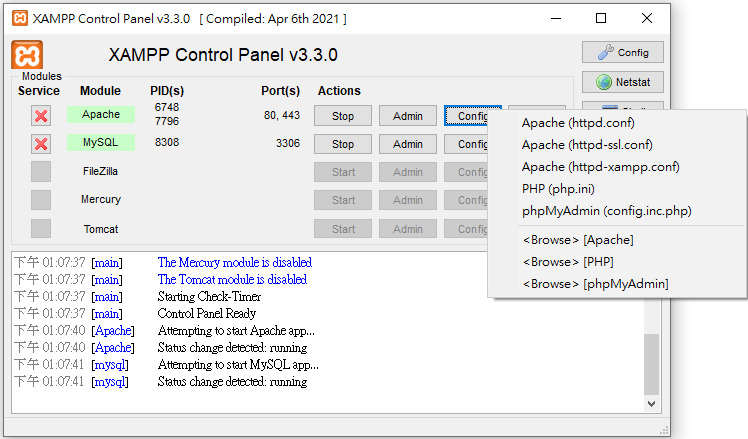 XAMPP Control Panel v3.3.0 [ Compiled: Apr 6th 2021 ]
XAMPP Control Panel v3.3.0
Config
Netstat
Modules
Service Module PID(s) Port(s) Actions
Apache 6748 7796 80, 443 Stop Admin Config
MySQL 8308 3306 Stop Admin Config
FileZilla Start Admin Config
Mercury Start Admin Config
Tomcat Start Admin Config
Apache (httpd.conf)
Apache (httpd-ssl.conf)
Apache (httpd-xampp.conf)
PHP (php.ini)
phpMyAdmin (config.inc.php)
<Browse> [Apache]
<Browse> [PHP]
<Browse> [phpMyAdmin]
下午 01:07:37 [main] The Mercury module is disabled
下午 01:07:37 [main] The Tomcat module is disabled
下午 01:07:37 [main] Starting Check-Timer
下午 01:07:37 [main] Control Panel Ready
下午 01:07:40 [Apache] Attempting to start Apache app...
下午 01:07:40 [Apache] Status change detected: running
下午 01:07:41 [mysql] Attempting to start MySQL app...
下午 01:07:41 [mysql] Status change detected: running